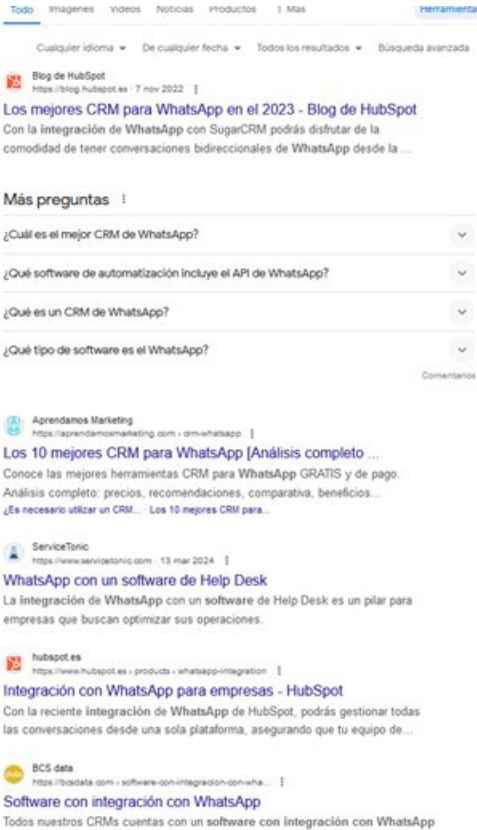 Todo Imágenes Vídeos Noticias Productos ⋮ Más Herramienta
Cualquier idioma De cualquier fecha Todos los resultados Búsqueda avanzada
Blog de HubSpot
https://blog.hubspot.es · 7 nov 2022
Los mejores CRM para WhatsApp en el 2023 - Blog de HubSpot
Con la integración de WhatsApp con SugarCRM podrás disfrutar de la
comodidad de tener conversaciones bidireccionales de WhatsApp desde la ...
Más preguntas
¿Cuál es el mejor CRM de WhatsApp?
¿Qué software de automatización incluye el API de WhatsApp?
¿Qué es un CRM de WhatsApp?
¿Qué tipo de software es el WhatsApp?
Comentarios
Aprendamos Marketing
https://aprendamosmarketing.com › crm-whatsapp
Los 10 mejores CRM para WhatsApp [Análisis completo ...
Conoce las mejores herramientas CRM para WhatsApp GRATIS y de pago.
Análisis completo: precios, recomendaciones, comparativa, beneficios...
¿Es necesario utilizar un CRM... · Los 10 mejores CRM para...
ServiceTonic
https://www.servicetonic.com · 13 mar 2024
WhatsApp con un software de Help Desk
La integración de WhatsApp con un software de Help Desk es un pilar para
empresas que buscan optimizar sus operaciones.
hubspot.es
https://www.hubspot.es › products › whatsapp-integration
Integración con WhatsApp para empresas - HubSpot
Con la reciente integración de WhatsApp de HubSpot, podrás gestionar todas
las conversaciones desde una sola plataforma, asegurando que tu equipo de...
BCS data
https://bcsdata.com › software-con-integracion-con-wha...
Software con integración con WhatsApp
Todos nuestros CRMs cuentas con un software con integración con WhatsApp